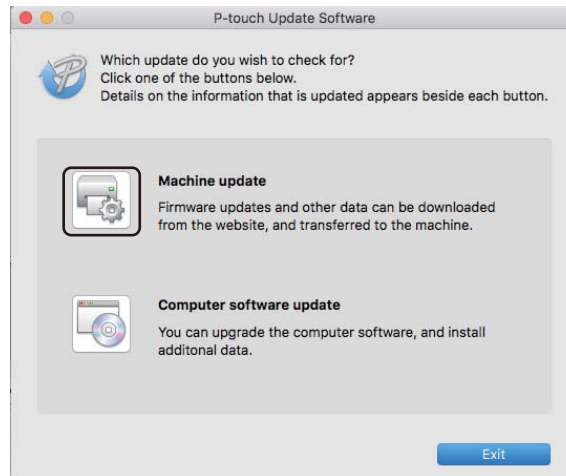 P-touch Update Software
Which update do you wish to check for?
Click one of the buttons below.
Details on the information that is updated appears beside each button.
Machine update
Firmware updates and other data can be downloaded
from the website, and transferred to the machine.
Computer software update
You can upgrade the computer software, and install
additonal data.
Exit